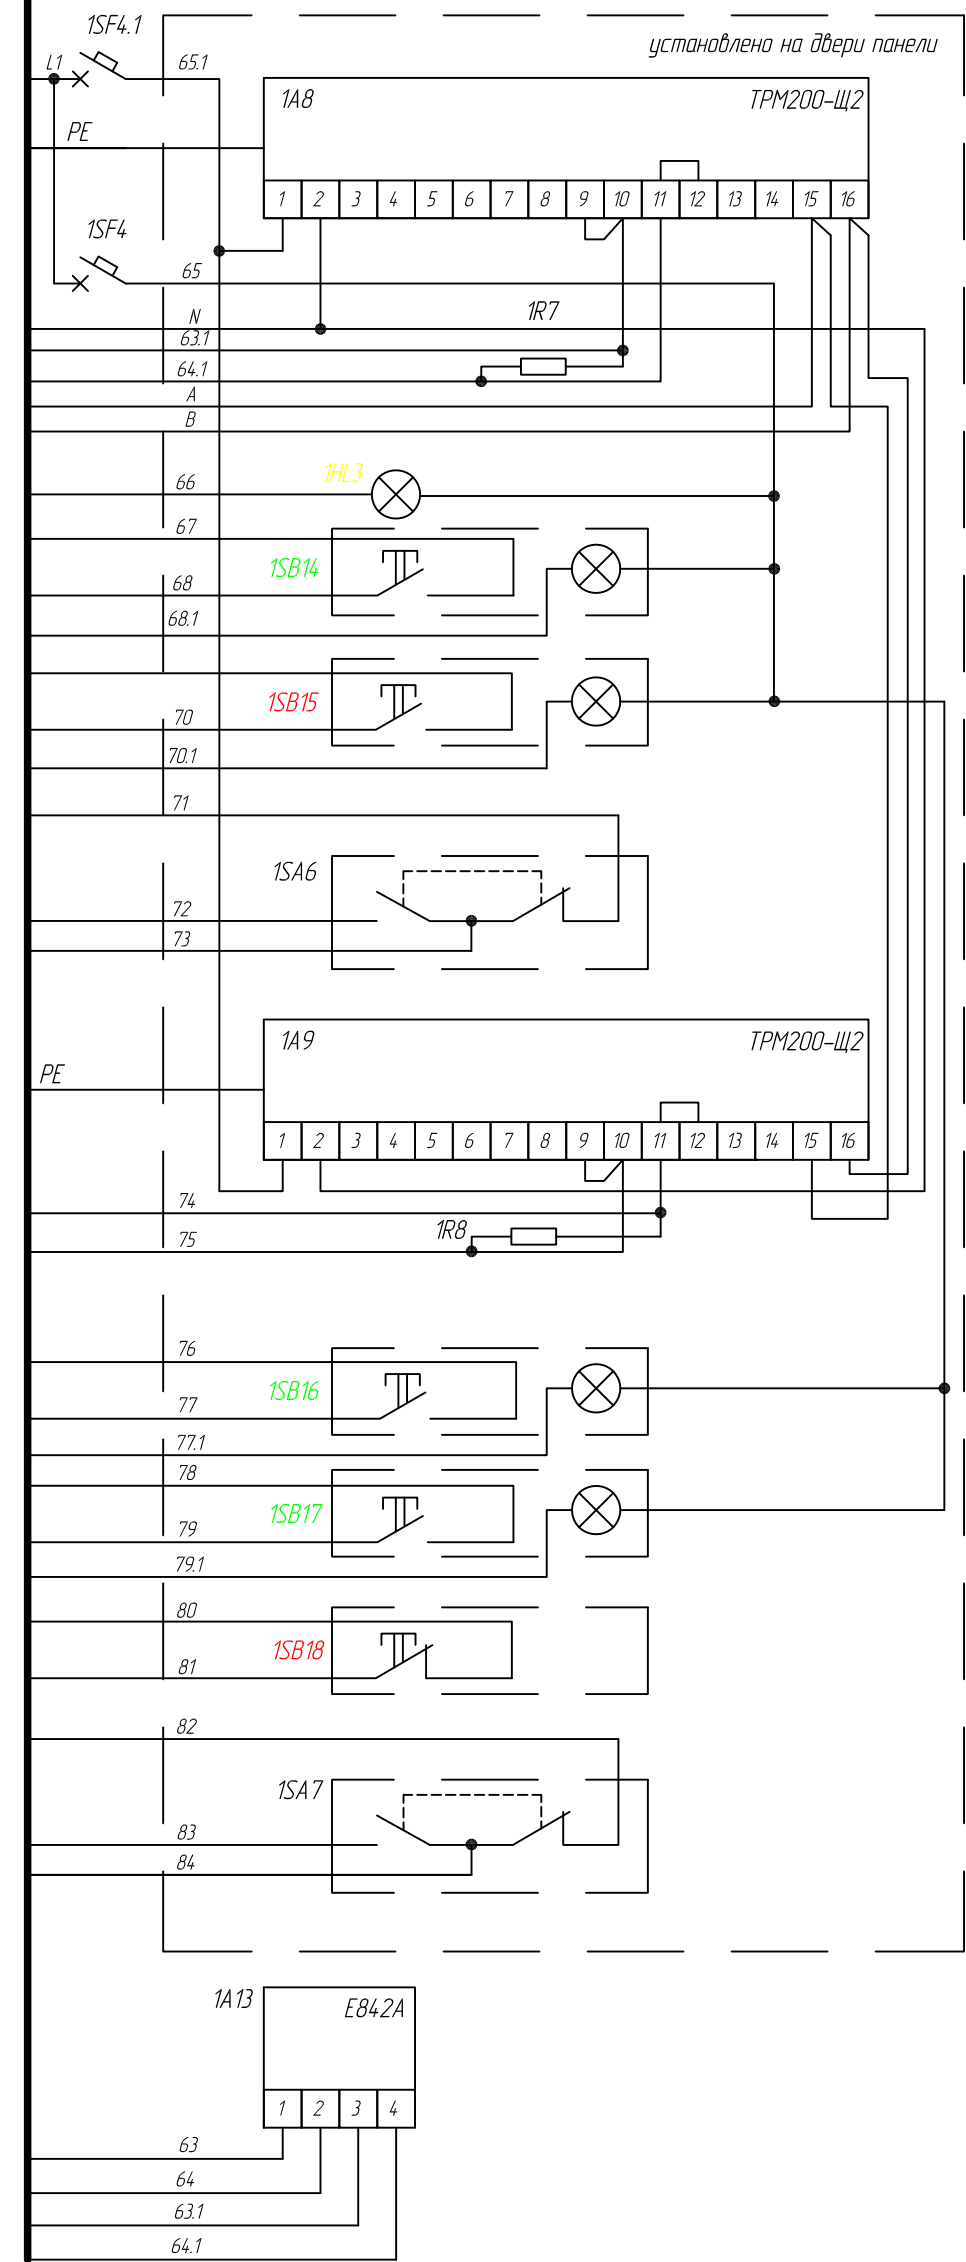 1SF4.1
установлено на двери панели
L1
65.1
1A8
ТРМ200-Щ2
PE
1 2 3 4 5 6 7 8 9 10 11 12 13 14 15 16
1SF4
65
N
1R7
63.1
64.1
A
B
1HL3
66
67
1SB14
68
68.1
1SB15
70
70.1
71
1SA6
72
73
1A9
ТРМ200-Щ2
PE
1 2 3 4 5 6 7 8 9 10 11 12 13 14 15 16
74
1R8
75
76
1SB16
77
77.1
78
1SB17
79
79.1
80
1SB18
81
82
1SA7
83
84
1A13
E842A
1 2 3 4
63
64
63.1
64.1